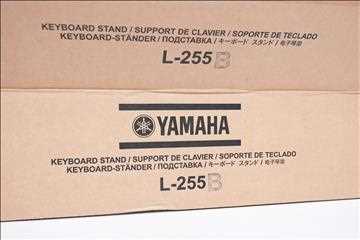 KEYBOARD STAND / SUPPORT DE CLAVIER / SOPORTE DE TECLADO
KEYBOARD-STÄNDER / ПОДСТАВКА / キーボード スタンド / 电子琴架
L-255B
YAMAHA
KEYBOARD STAND / SUPPORT DE CLAVIER / SOPORTE DE TECLADO
KEYBOARD-STÄNDER / ПОДСТАВКА / キーボード スタンド / 电子琴架
L-255B